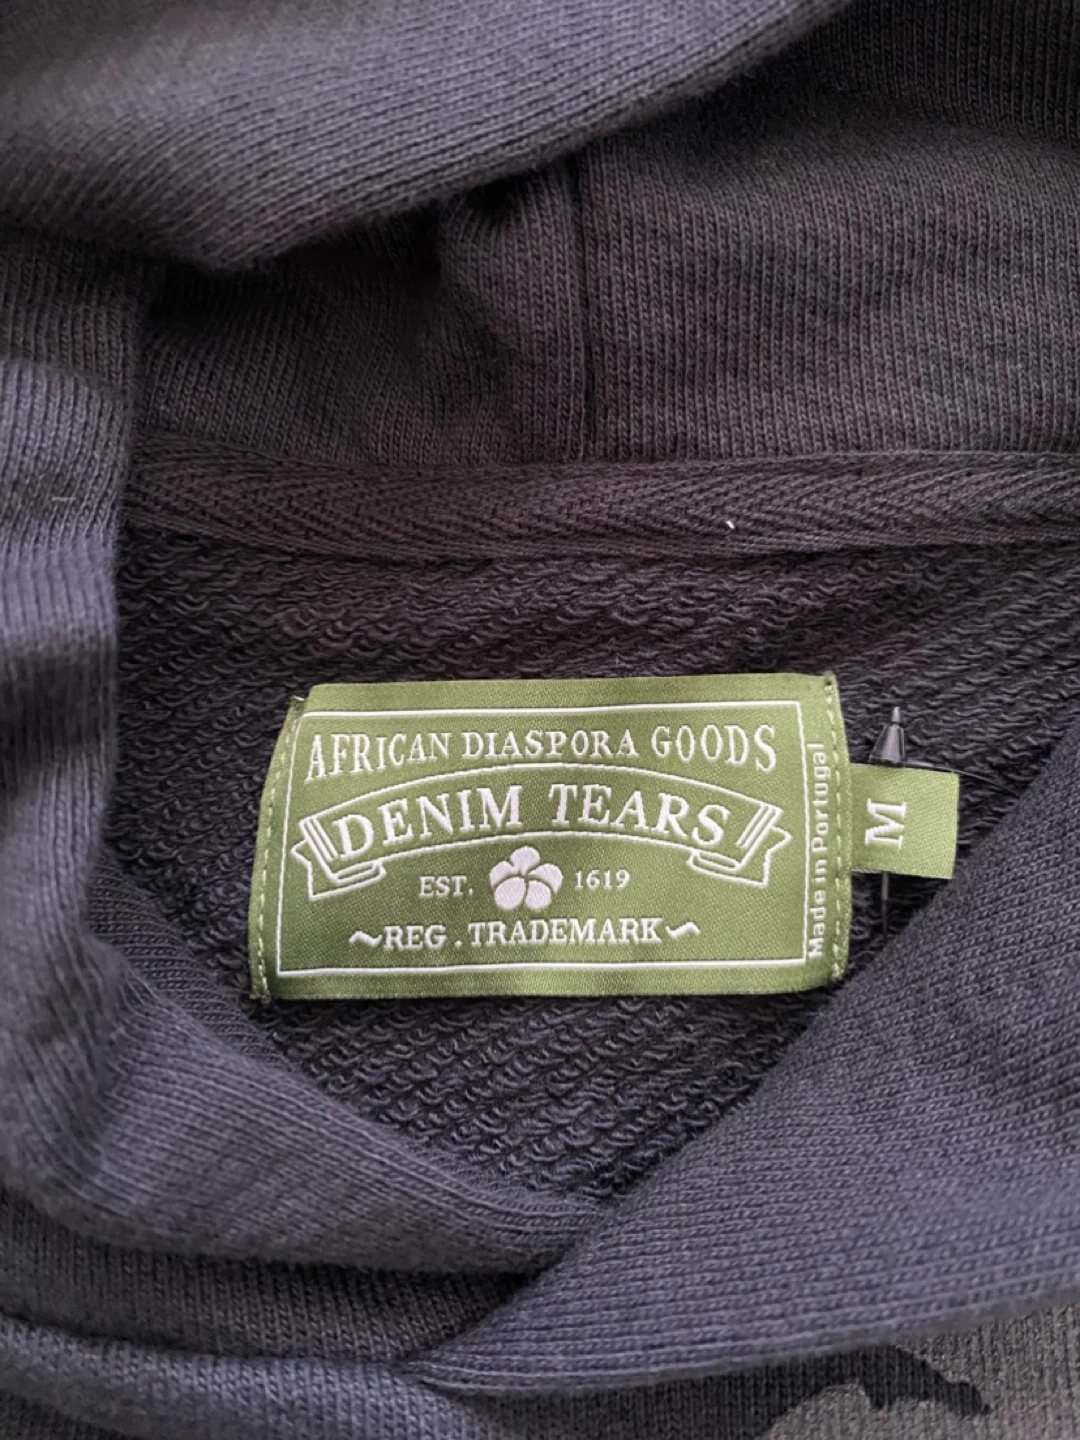 AFRICAN DIASPORA GOODS
DENIM TEARS
EST. 1619
~REG. TRADEMARK~
Made in Portugal
M